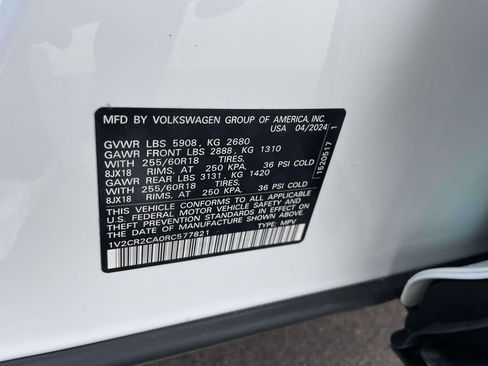 MFD BY VOLKSWAGEN GROUP OF AMERICA, INC.
USA 04/2024
GVWR LBS 5908, KG 2680
GAWR FRONT LBS 2888, KG 1310
WITH 255/60R18 TIRES,
8JX18 RIMS, AT 250 KPA, 36 PSI COLD
GAWR REAR LBS 3131, KG 1420
WITH 255/60R18 TIRES,
8JX18 RIMS, AT 250 KPA, 36 PSI COLD
THIS VEHICLE CONFORMS TO ALL APPLICABLE
U.S. FEDERAL MOTOR VEHICLE SAFETY AND
THEFT PREVENTION STANDARDS IN EFFECT ON
THE DATE OF MANUFACTURE SHOWN ABOVE.
1V2CR2CA0RC577821 TYPE: MPV
1520517 1